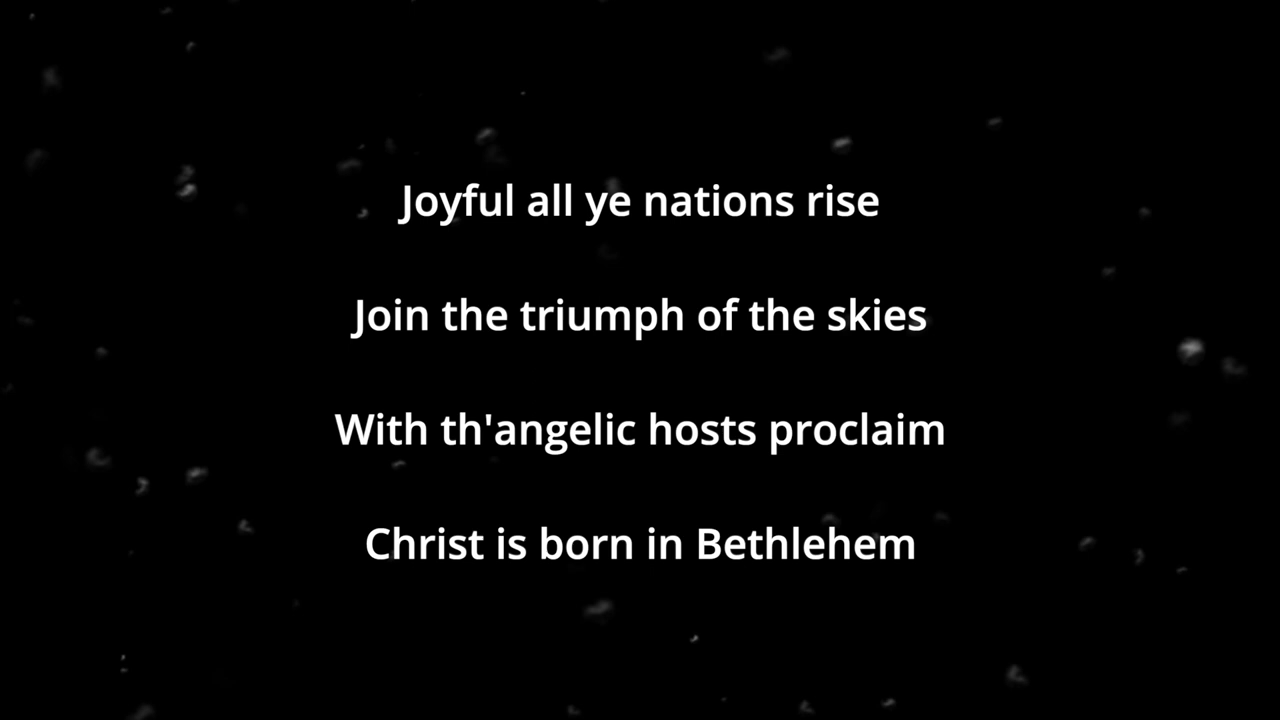 Joyful all ye nations rise
Join the triumph of the skies
With th'angelic hosts proclaim
Christ is born in Bethlehem